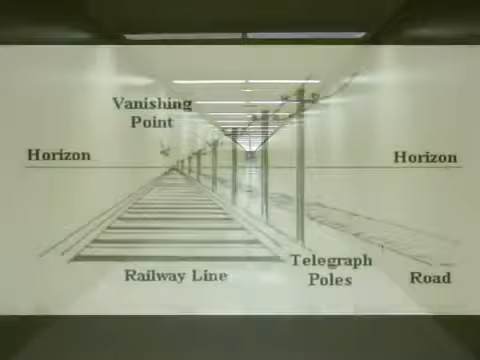 Vanishing
Point
Horizon
Horizon
Telegraph
Poles
Railway Line
Road